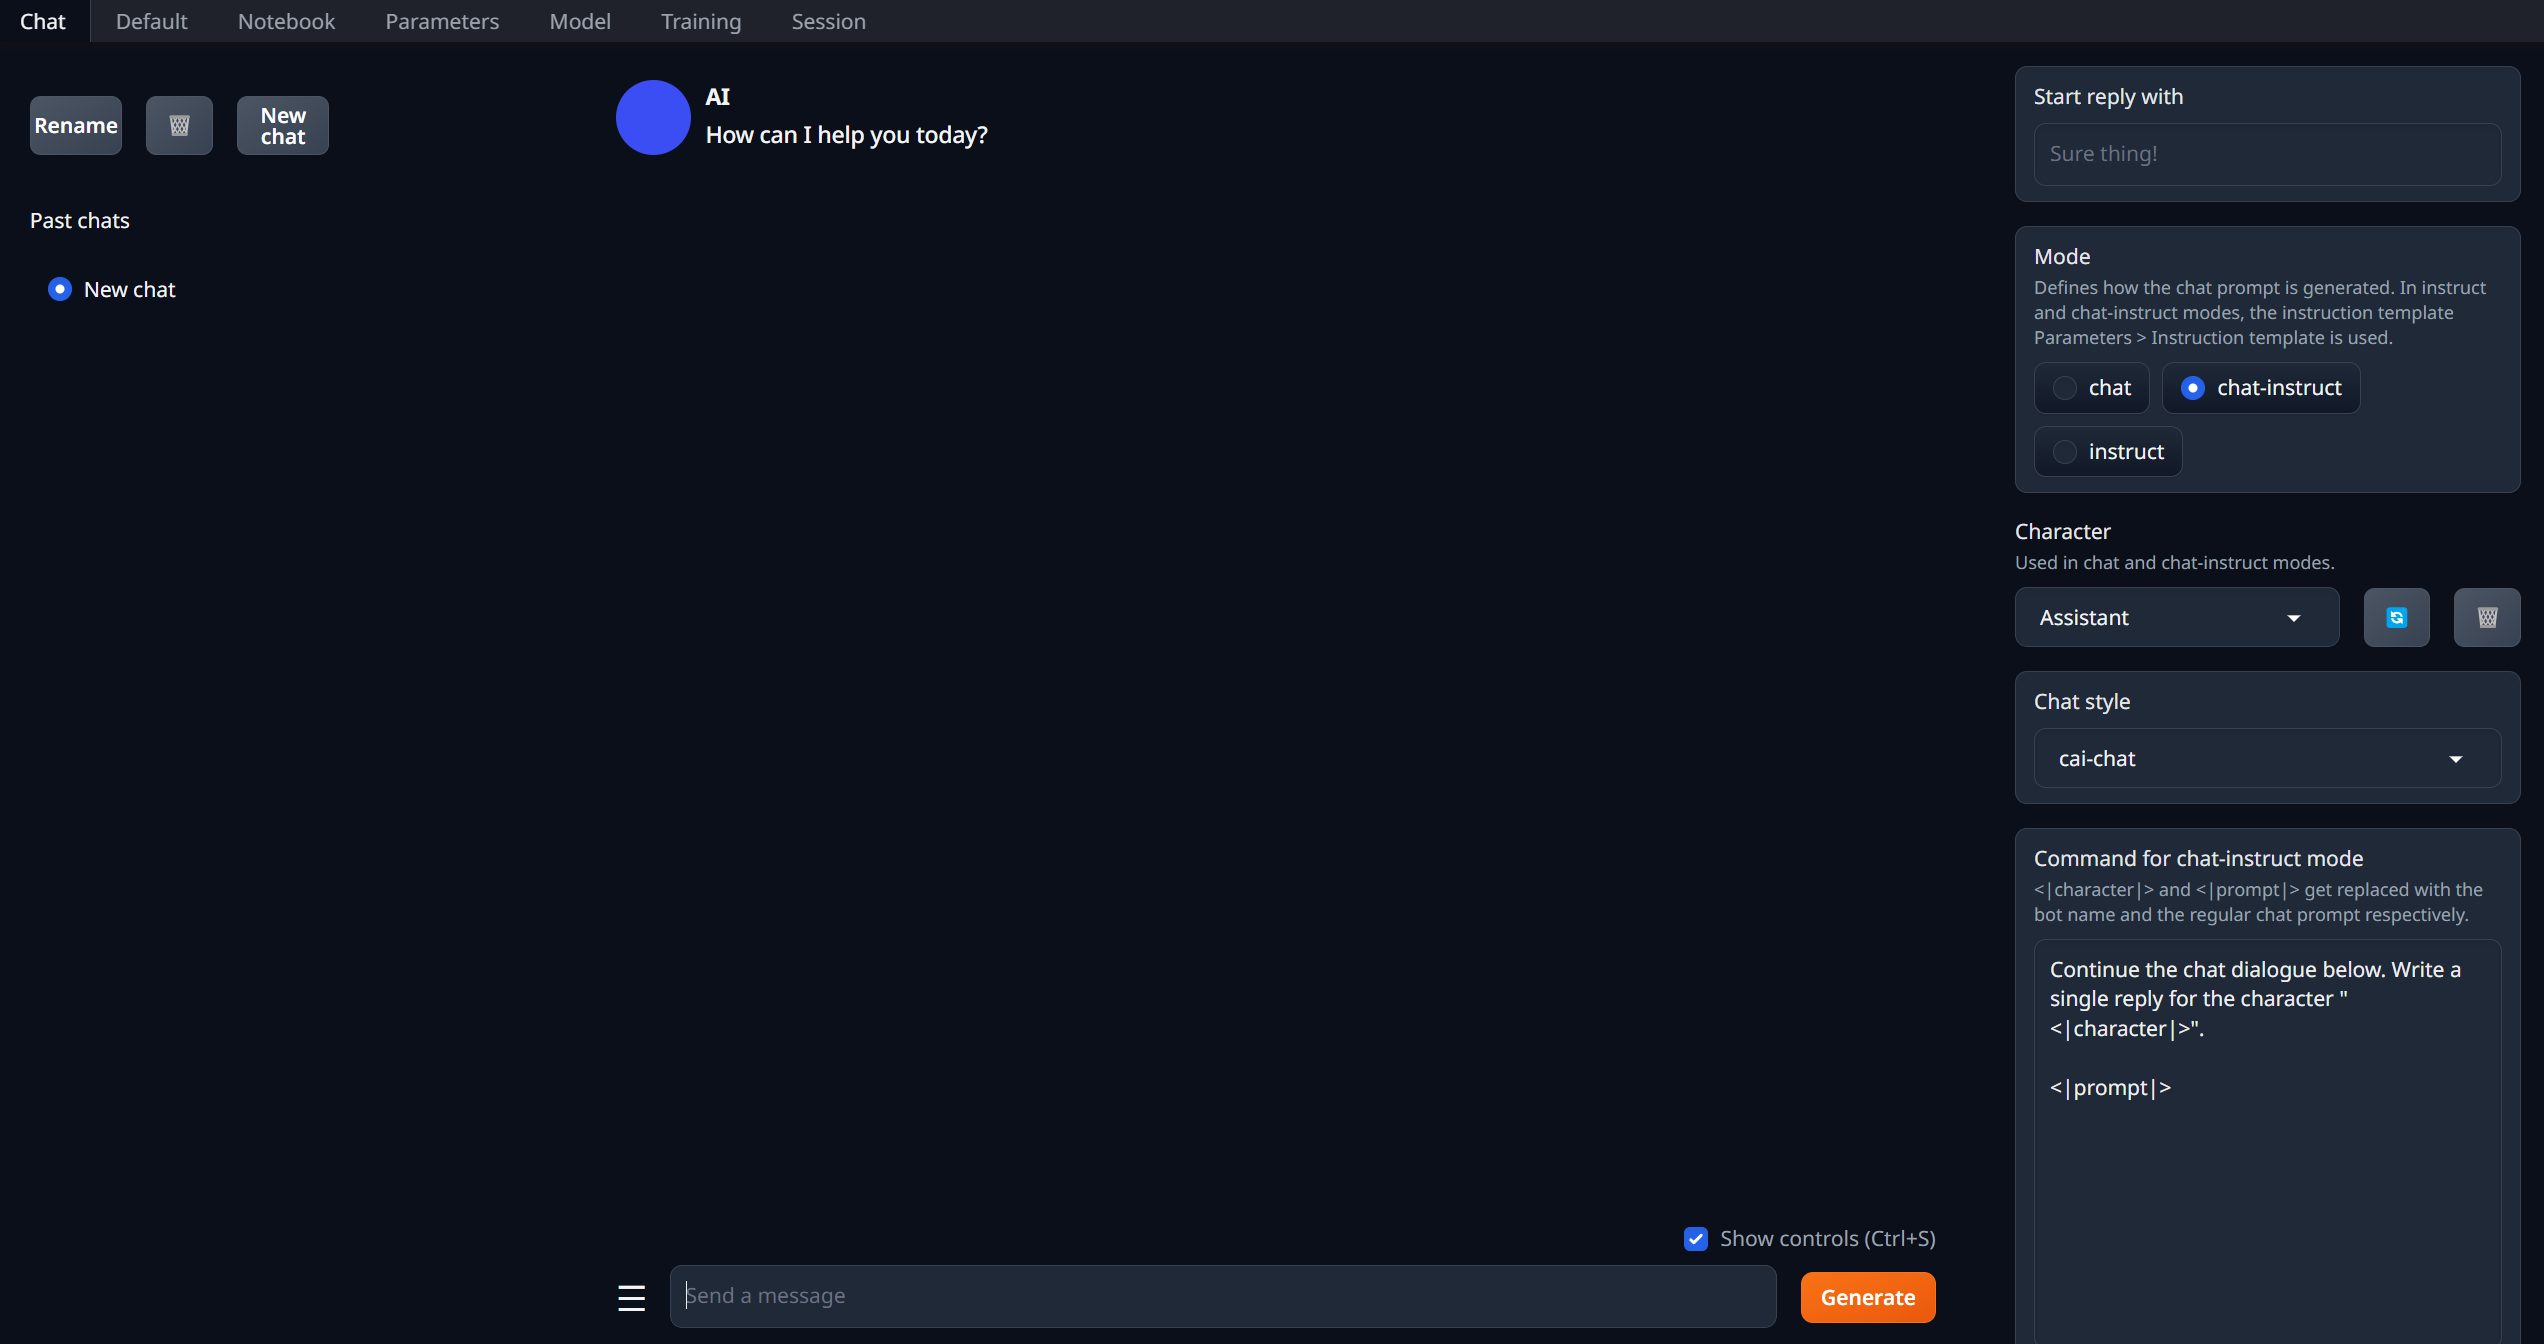 Chat Default Notebook Parameters Model Training Session
Rename
New
chat
Past chats
New chat
AI
How can I help you today?
Show controls (Ctrl+S)
Send a message
Generate
Start reply with
Sure thing!
Mode
Defines how the chat prompt is generated. In instruct
and chat-instruct modes, the instruction template
Parameters > Instruction template is used.
chat chat-instruct
instruct
Character
Used in chat and chat-instruct modes.
Assistant
Chat style
cai-chat
Command for chat-instruct mode
<|character|> and <|prompt|> get replaced with the
bot name and the regular chat prompt respectively.
Continue the chat dialogue below. Write a
single reply for the character "
<|character|>".
<|prompt|>